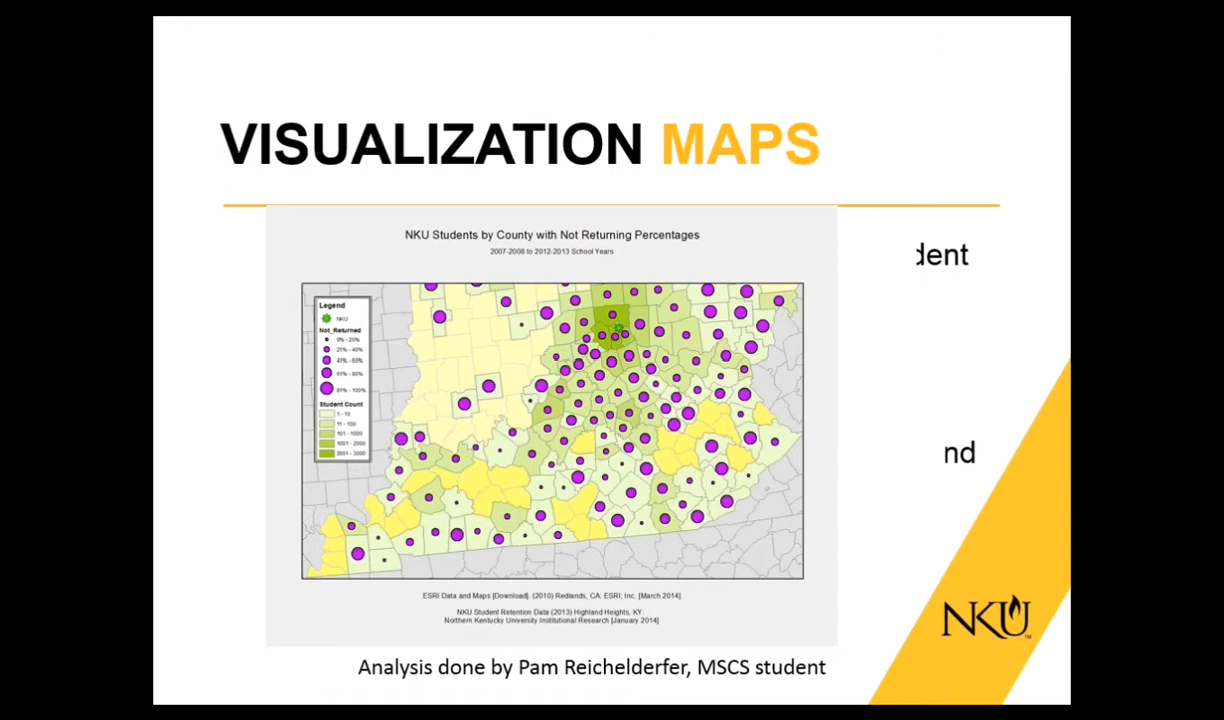 VISUALIZATION MAPS
NKU Students by County with Not Returning Percentages
2007-2008 to 2012-2013 School Years
dent
Legend
NKU
Not_Returned
0% - 20%
21% - 40%
41% - 60%
61% - 80%
81% - 100%
Student Count
1 - 10
11 - 100
101 - 1000
1001 - 2000
2001 - 3000
nd
ESRI Data and Maps [Download]. (2010) Redlands, CA: ESRI, Inc. [March 2014]
NKU Student Retention Data (2013) Highland Heights, KY:
Northern Kentucky University Institutional Research [January 2014]
NKU
TM
Analysis done by Pam Reichelderfer, MSCS student